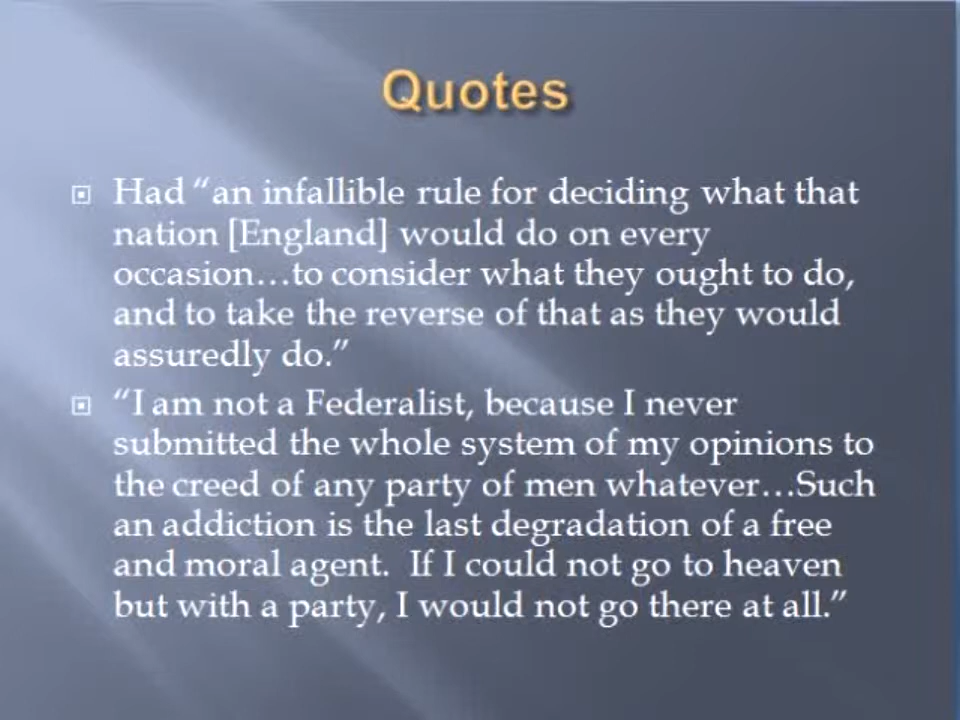 Quotes
Had “an infallible rule for deciding what that
nation [England] would do on every
occasion…to consider what they ought to do,
and to take the reverse of that as they would
assuredly do.”
“I am not a Federalist, because I never
submitted the whole system of my opinions to
the creed of any party of men whatever…Such
an addiction is the last degradation of a free
and moral agent.  If I could not go to heaven
but with a party, I would not go there at all.”